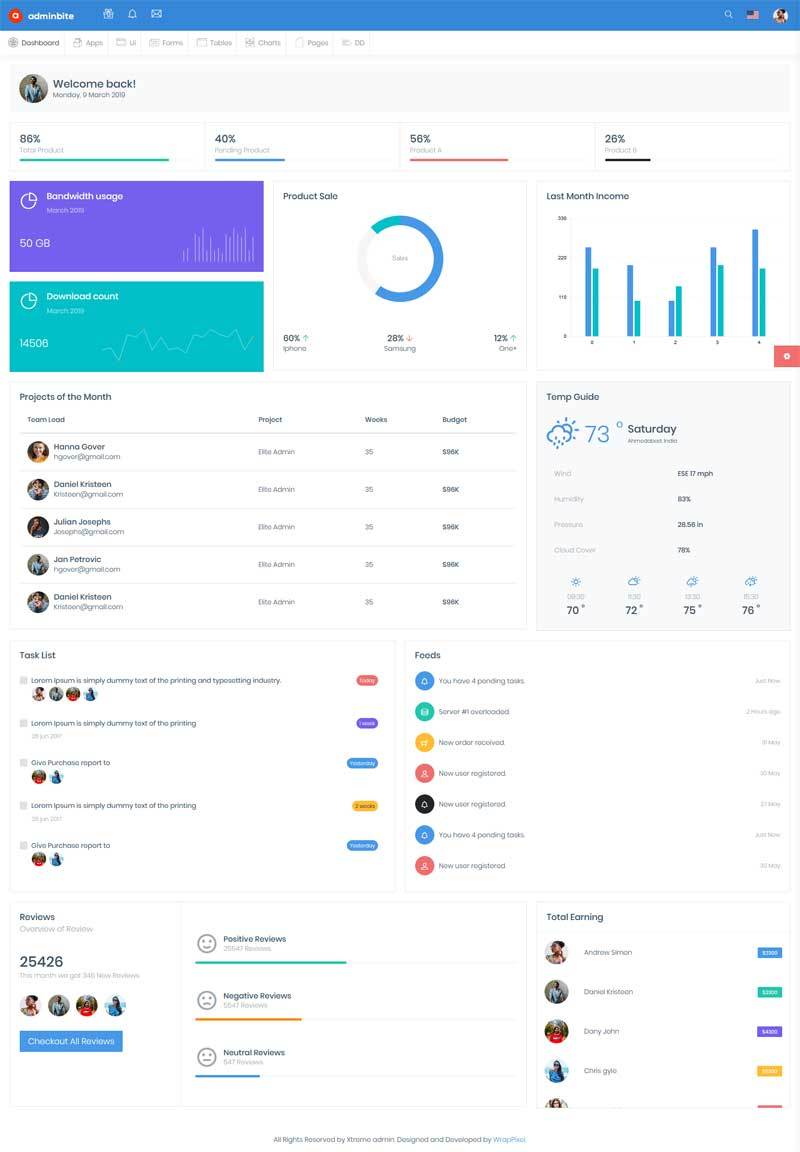 adminbite
Dashboard Apps Ui Forms Tables Charts Pages DD
Welcome back!
Monday, 9 March 2019
86%
Total Product
40%
Pending Product
56%
Product A
26%
Product B
Bandwidth usage
March 2019
50 GB
Download count
March 2019
14506
Product Sale
Sales
60%
Iphone
28%
Samsung
12%
One+
Last Month Income
330
220
110
0
0 1 2 3 4
Projects of the Month
Team Lead Project Weeks Budget
Hanna Gover
hgover@gmail.com
Elite Admin 35 $96K
Daniel Kristeen
Kristeen@gmail.com
Elite Admin 35 $96K
Julian Josephs
Josephs@gmail.com
Elite Admin 35 $96K
Jan Petrovic
hgover@gmail.com
Elite Admin 35 $96K
Daniel Kristeen
Kristeen@gmail.com
Elite Admin 35 $96K
Temp Guide
73° Saturday
Ahmedabad, India
Wind ESE 17 mph
Humidity 83%
Pressure 28.56 in
Cloud Cover 78%
09:30 11:30 13:30 15:30
70° 72° 75° 76°
Task List
Lorem Ipsum is simply dummy text of the printing and typesetting industry. Today
Lorem Ipsum is simply dummy text of the printing 1 week
26 jun 2017
Give Purchase report to Yesterday
Lorem Ipsum is simply dummy text of the printing 2 weeks
26 jun 2017
Give Purchase report to Yesterday
Feeds
You have 4 pending tasks. Just Now
Server #1 overloaded. 2 Hours ago
New order received. 31 May
New user registered. 30 May
New user registered. 27 May
You have 4 pending tasks. Just Now
New user registered. 30 May
Reviews
Overview of Review
25426
This month we got 346 New Reviews
Checkout All Reviews
Positive Reviews
25547 Reviews
Negative Reviews
5547 Reviews
Neutral Reviews
547 Reviews
Total Earning
Andrew Simon $2300
Daniel Kristeen $3300
Dany John $4300
Chris gyle $5300
All Rights Reserved by Xtreme admin. Designed and Developed by WrapPixel.